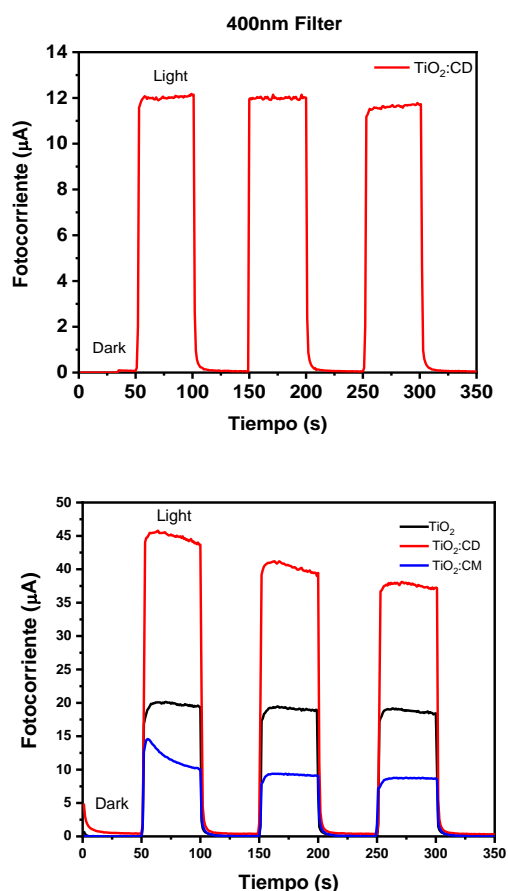 400nm Filter
Light
TiO₂:CD
14
12
10
8
6
4
2
0
Fotocorriente (µA)
Dark
0 50 100 150 200 250 300 350
Tiempo (s)
Light
TiO₂
TiO₂:CD
TiO₂:CM
50
45
40
35
30
25
20
15
10
5
0
Fotocorriente (µA)
Dark
0 50 100 150 200 250 300 350
Tiempo (s)